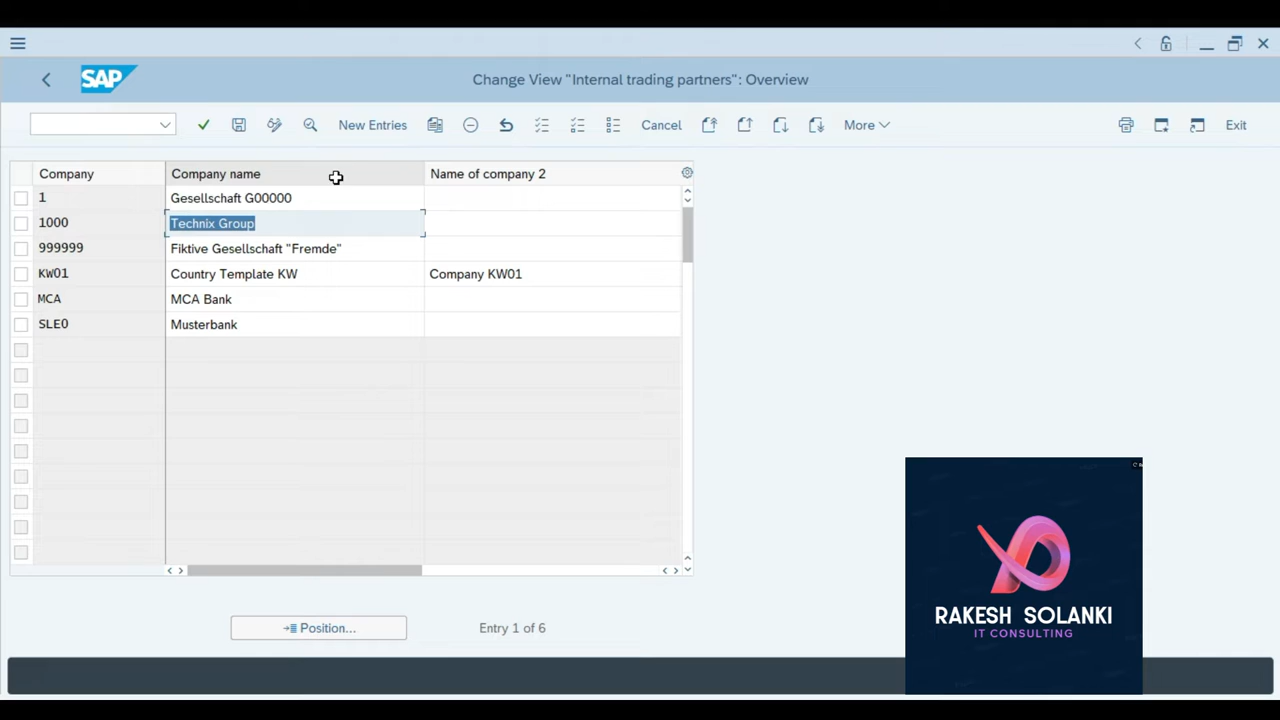 SAP
Change View "Internal trading partners": Overview
New Entries
Cancel
More
Exit
Company Company name Name of company 2
1 Gesellschaft G00000
1000 Technix Group
999999 Fiktive Gesellschaft "Fremde"
KW01 Country Template KW Company KW01
MCA MCA Bank
SLE0 Musterbank
Position... Entry 1 of 6
RAKESH SOLANKI
IT CONSULTING